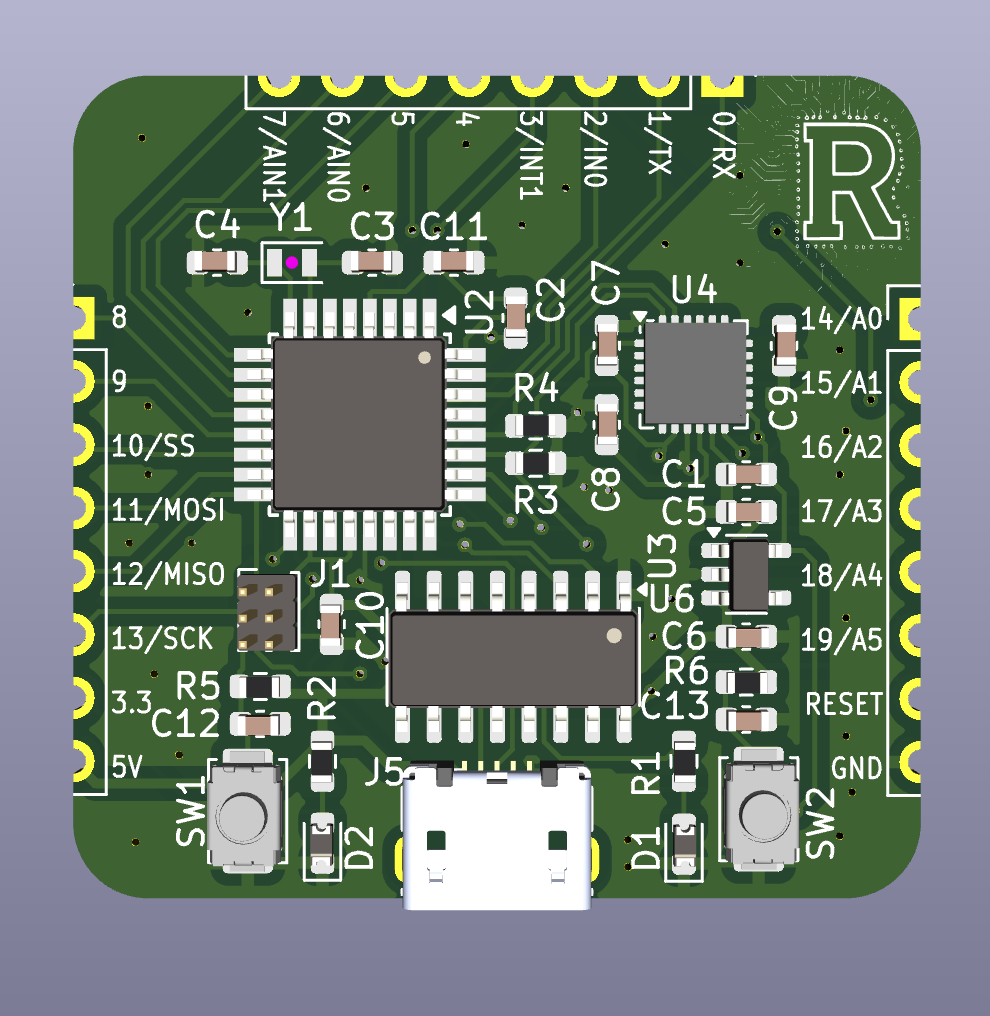 7/AIN1
6/AIN0
5
4
3/INT1
2/IN0
1/TX
0/RX
R
C4
Y1
C3
C11
U2
C2
C7
U4
8
14/A0
9
R4
15/A1
C9
10/SS
16/A2
C1
R3
C8
11/MOSI
C5
17/A3
U3
12/MISO
J1
18/A4
U6
C10
13/SCK
C6
19/A5
R6
R5
R2
3.3
C13
RESET
C12
5V
J5
R1
GND
SW1
SW2
D2
D1